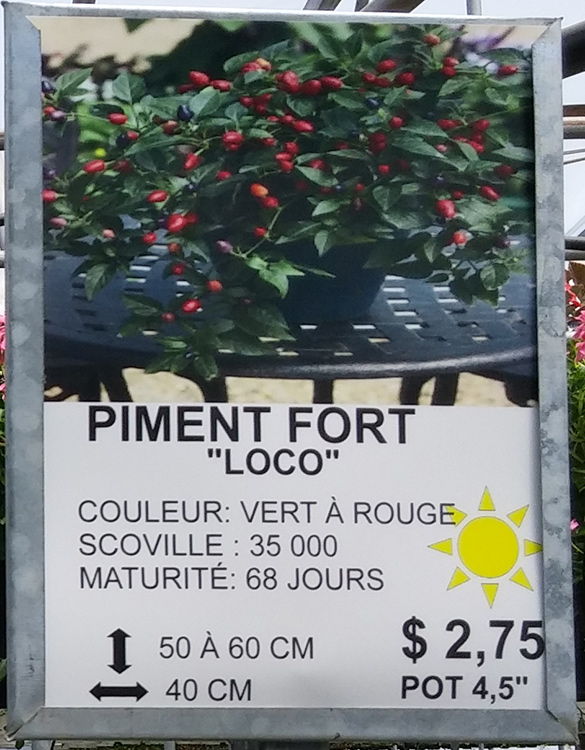 PIMENT FORT
"LOCO"
COULEUR: VERT À ROUGE
SCOVILLE : 35 000
MATURITÉ: 68 JOURS
50 À 60 CM
40 CM
$ 2,75
POT 4,5"